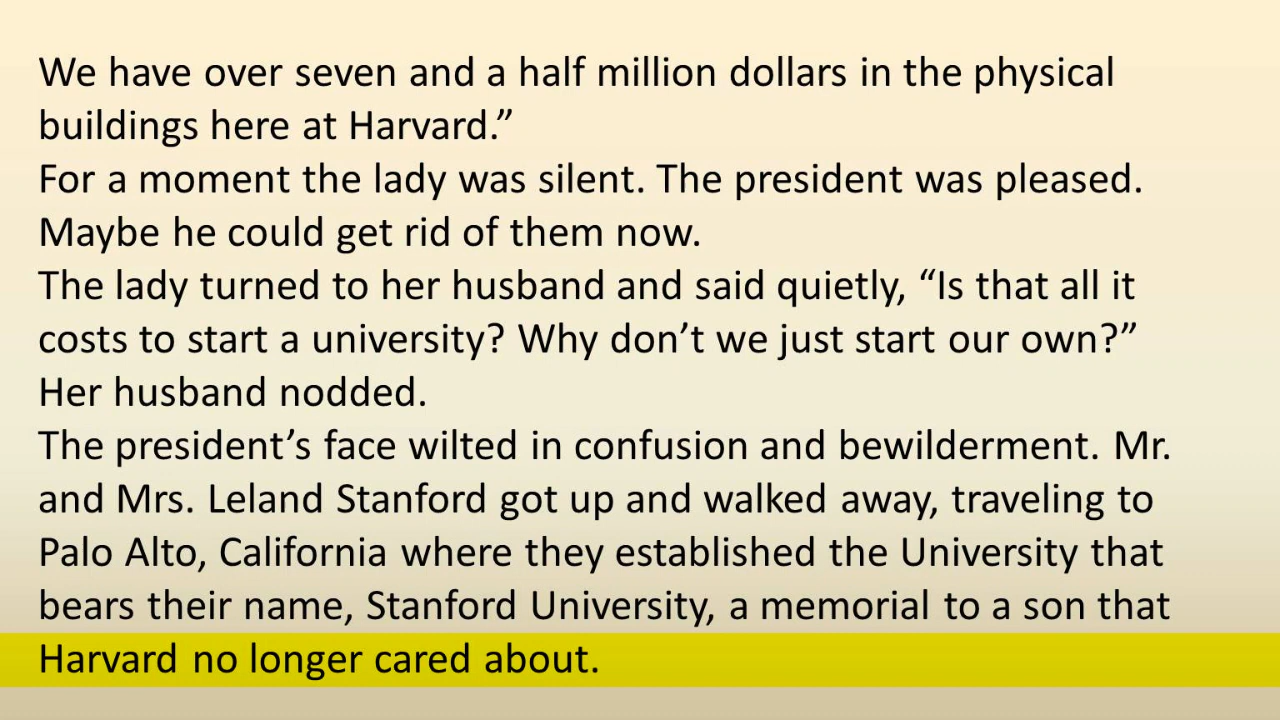 We have over seven and a half million dollars in the physical
buildings here at Harvard.”
For a moment the lady was silent. The president was pleased.
Maybe he could get rid of them now.
The lady turned to her husband and said quietly, “Is that all it
costs to start a university? Why don’t we just start our own?”
Her husband nodded.
The president’s face wilted in confusion and bewilderment. Mr.
and Mrs. Leland Stanford got up and walked away, traveling to
Palo Alto, California where they established the University that
bears their name, Stanford University, a memorial to a son that
Harvard no longer cared about.